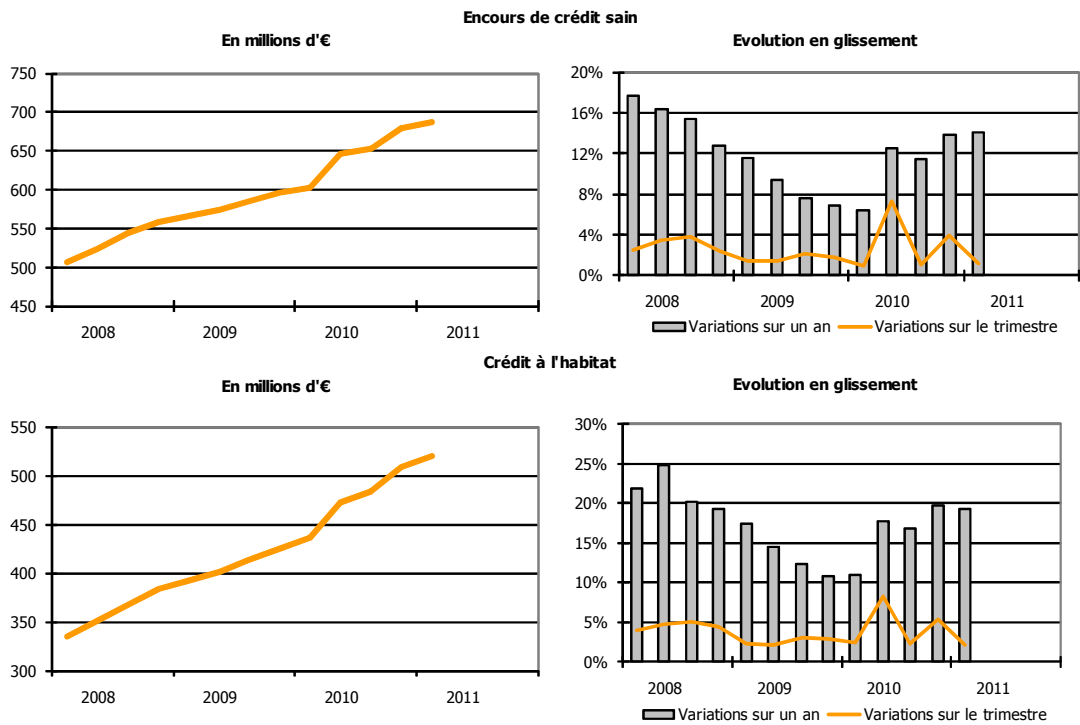 Encours de crédit sain
En millions d'€
750
700
650
600
550
500
450
2008 2009 2010 2011
Evolution en glissement
20%
16%
12%
8%
4%
0%
2008 2009 2010 2011
Variations sur un an Variations sur le trimestre
Crédit à l'habitat
En millions d'€
550
500
450
400
350
300
2008 2009 2010 2011
Evolution en glissement
30%
25%
20%
15%
10%
5%
0%
2008 2009 2010 2011
Variations sur un an Variations sur le trimestre